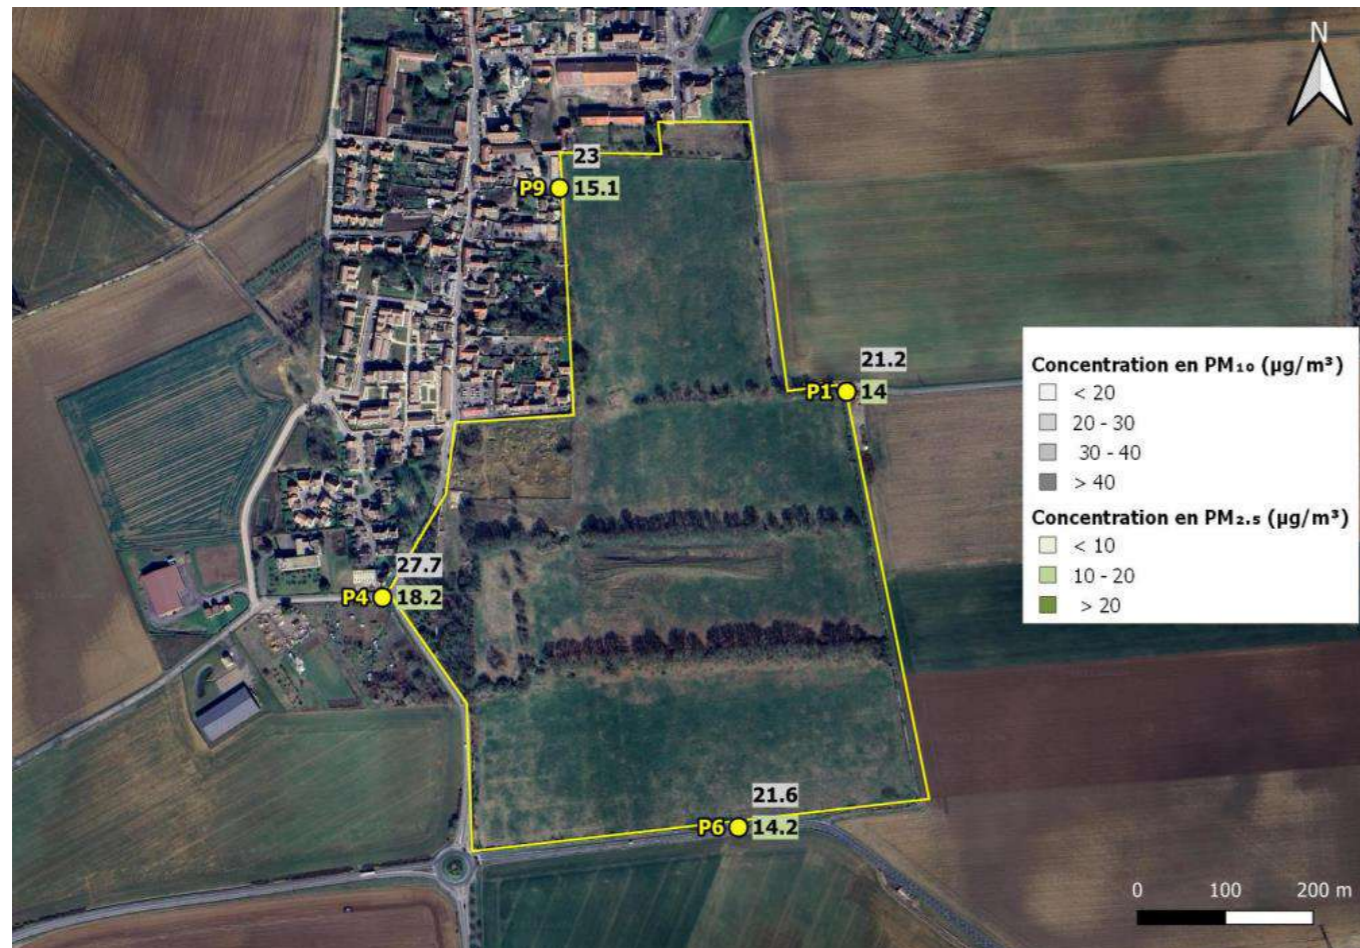 N
23
P9 15.1
21.2
P1 14
Concentration en PM₁₀ (µg/m³)
< 20
20 - 30
30 - 40
> 40
Concentration en PM₂.₅ (µg/m³)
< 10
10 - 20
> 20
27.7
P4 18.2
21.6
P6 14.2
0 100 200 m